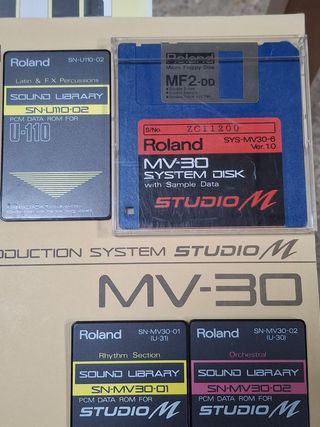 Roland
SN-U110-02
Latin & F.X. Percussions
SOUND LIBRARY
SN-U110-02
PCM DATA ROM FOR
U-110
Roland
Micro Floppy Disk
MF2-DD
S/No.
ZC11200
Roland
SYS-MV30-6
Ver. 1.0
MV-30
SYSTEM DISK
with Sample Data
STUDIO M
ODUCTION SYSTEM STUDIO M
MV-30
Roland
SN-MV30-01
(U-31)
Rhythm Section
SOUND LIBRARY
SN-MV30-01
PCM DATA ROM FOR
STUDIO M
Roland
SN-MV30-02
(U-30)
Orchestral
SOUND LIBRARY
SN-MV30-02
PCM DATA ROM FOR
STUDIO M